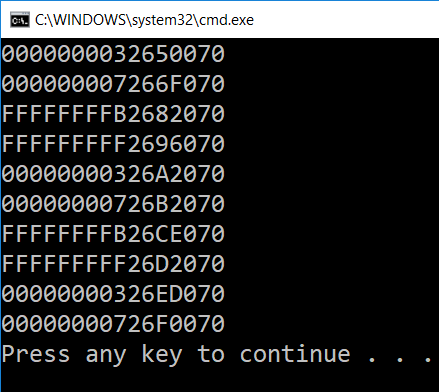 C:\WINDOWS\system32\cmd.exe
0000000032650070
000000007266F070
FFFFFFFFB2682070
FFFFFFFFF2696070
00000000326A2070
00000000726B2070
FFFFFFFFB26CE070
FFFFFFFFF26D2070
00000000326ED070
00000000726F0070
Press any key to continue . . .